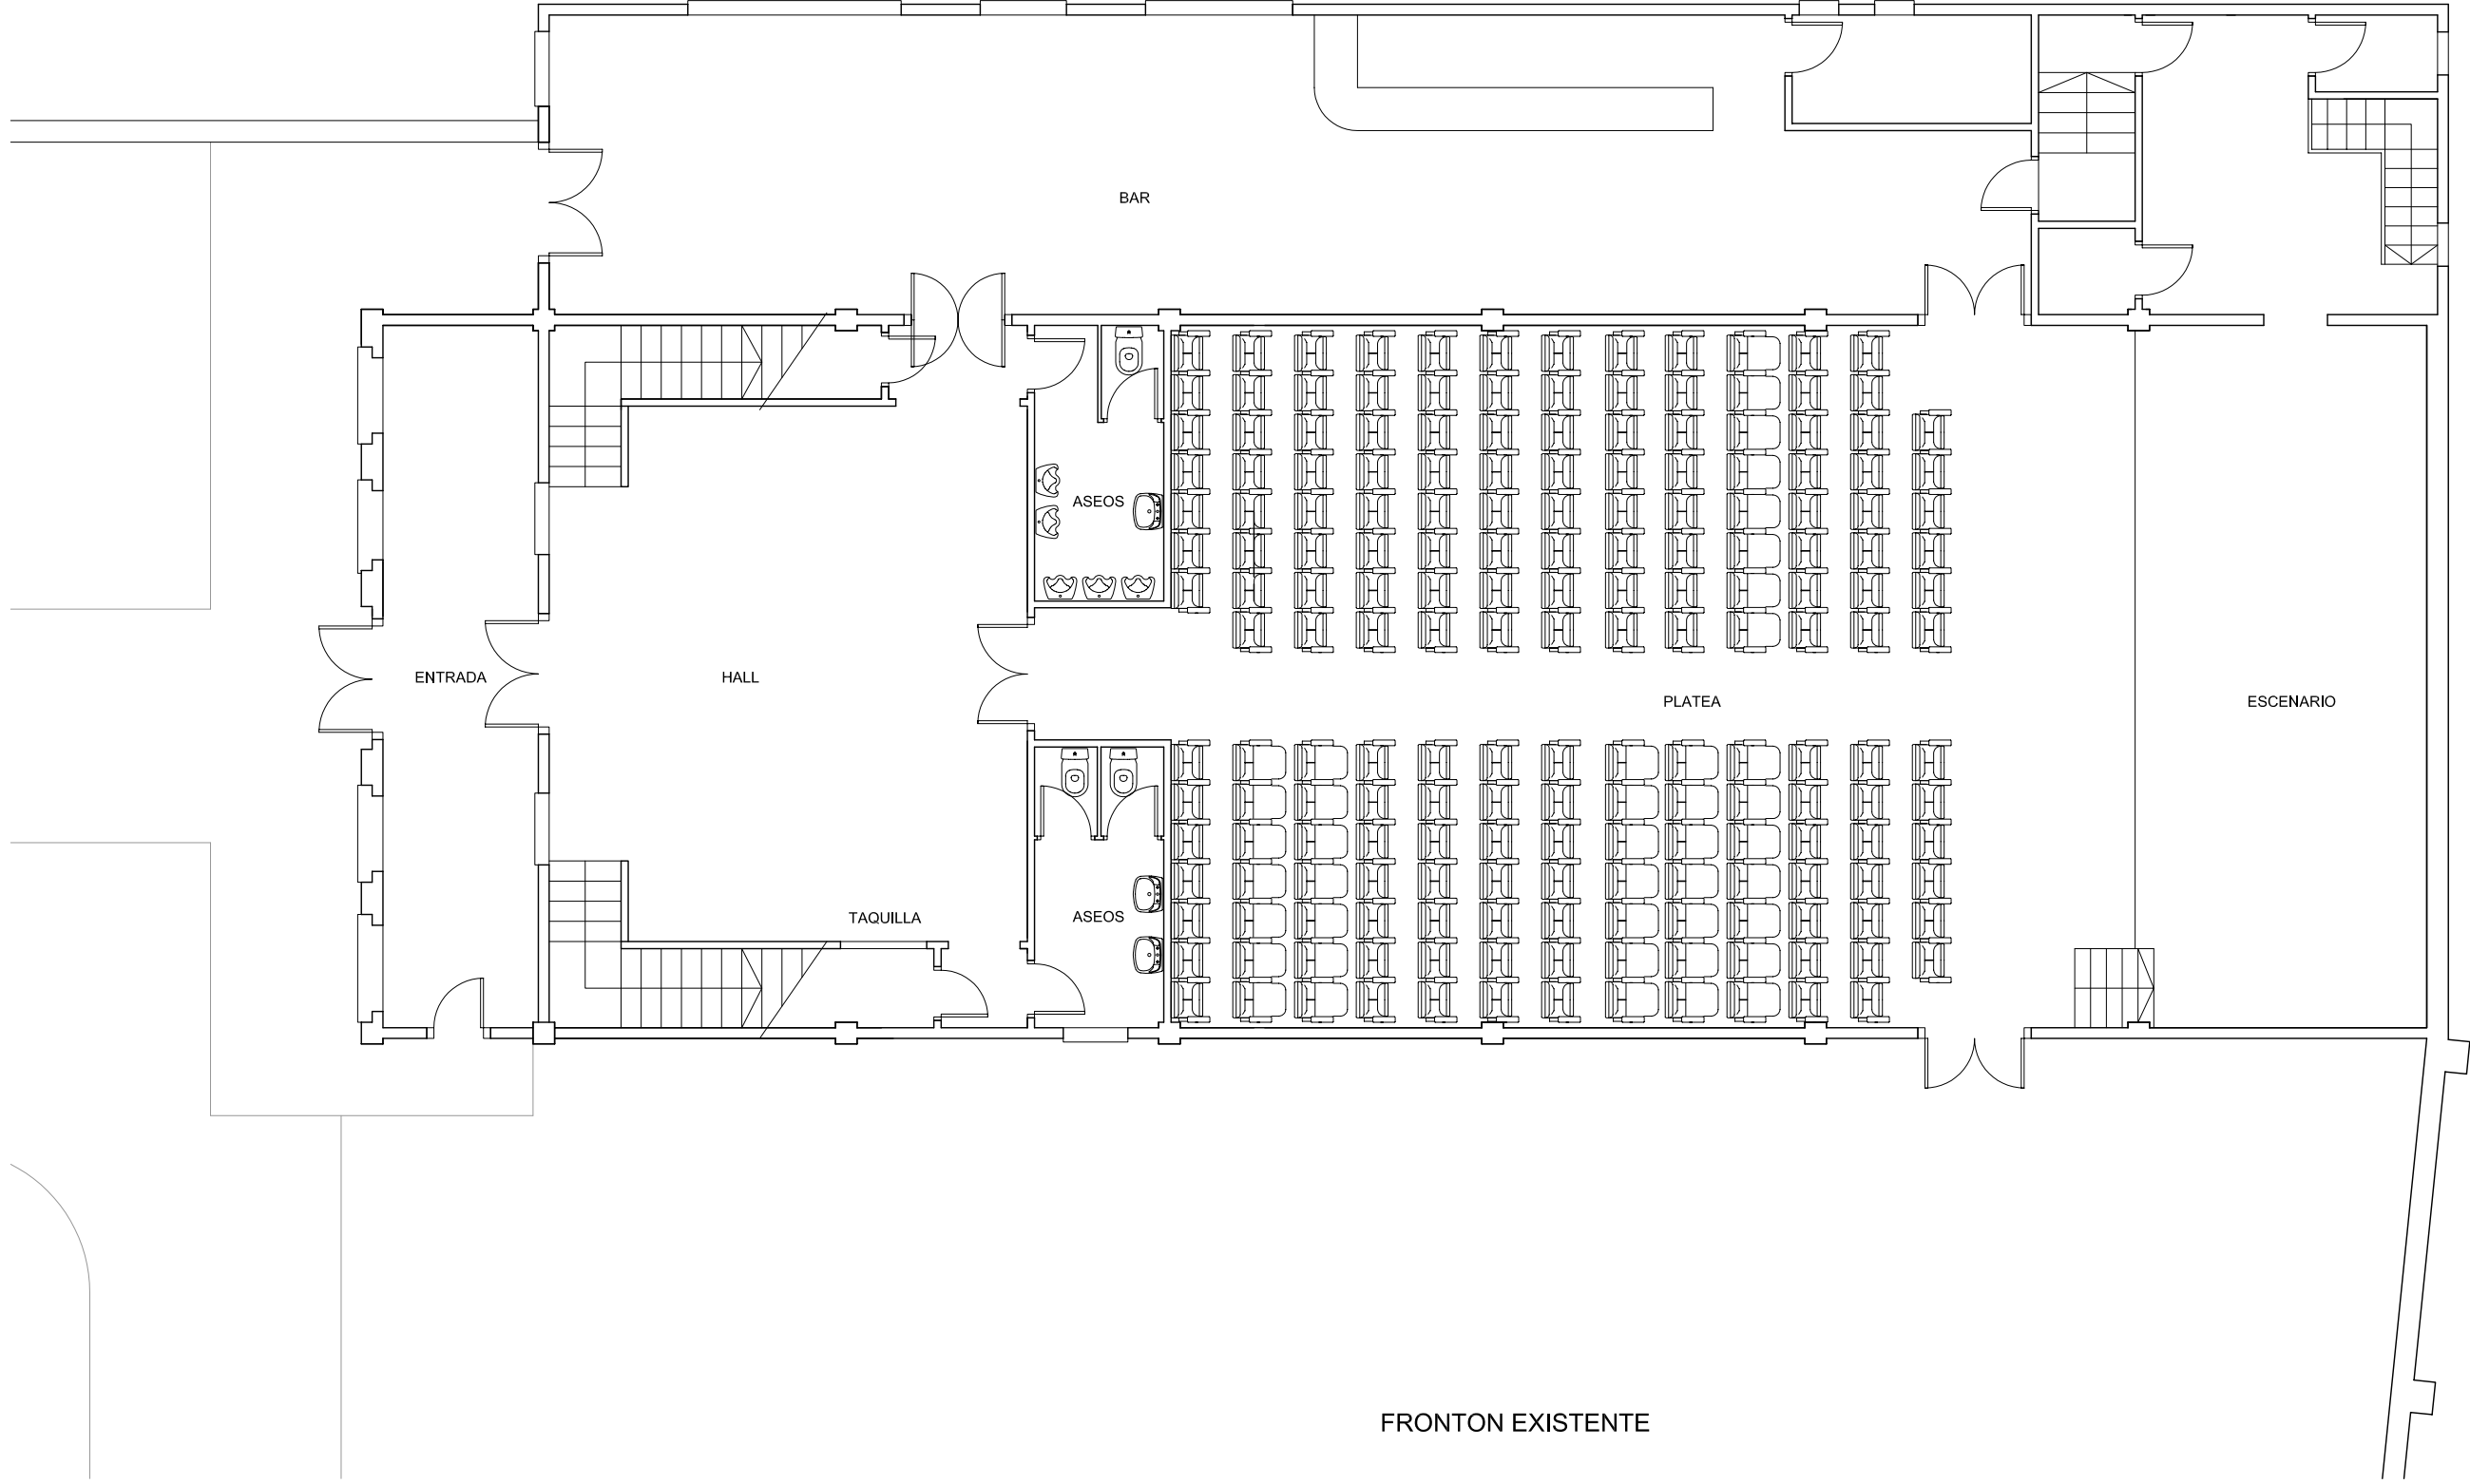 BAR
ASEOS
ENTRADA
HALL
PLATEA
ESCENARIO
TAQUILLA
ASEOS
FRONTON EXISTENTE